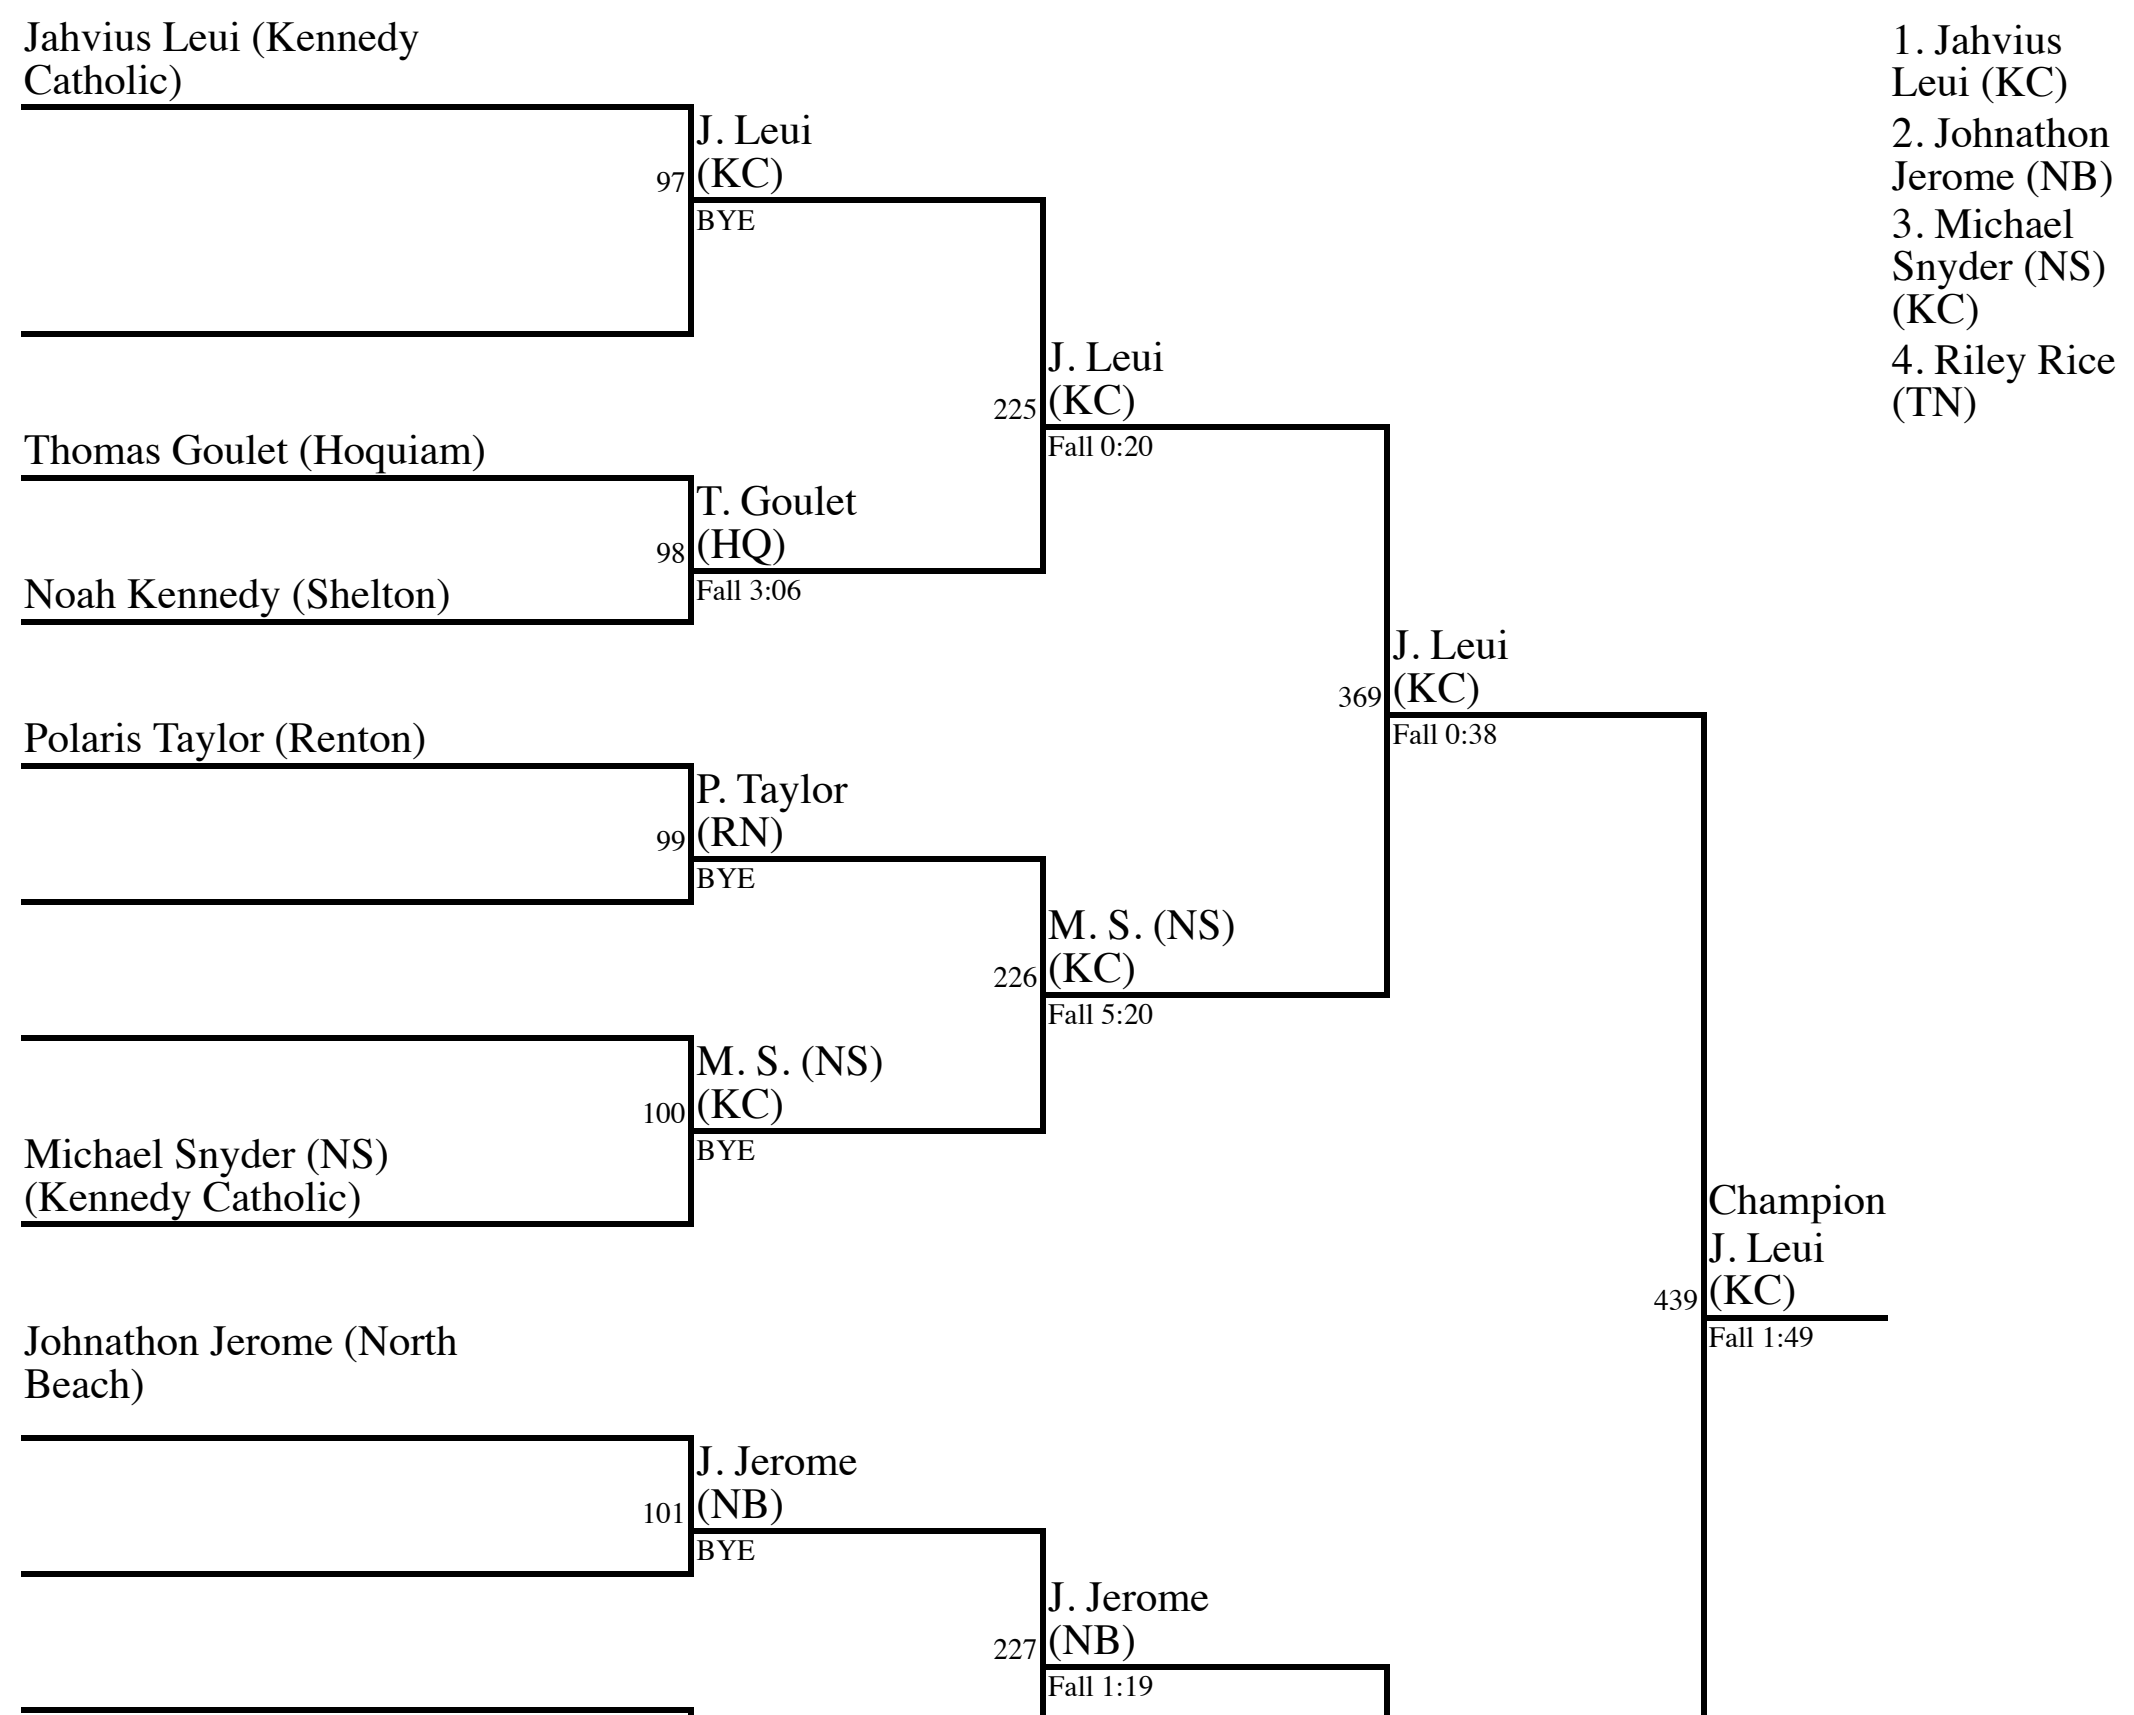 Jahvius Leui (Kennedy
Catholic)
97
J. Leui
(KC)
BYE
Thomas Goulet (Hoquiam)
98
T. Goulet
(HQ)
Fall 3:06
Noah Kennedy (Shelton)
225
J. Leui
(KC)
Fall 0:20
Polaris Taylor (Renton)
99
P. Taylor
(RN)
BYE
226
M. S. (NS)
(KC)
Fall 5:20
100
M. S. (NS)
(KC)
BYE
Michael Snyder (NS)
(Kennedy Catholic)
369
J. Leui
(KC)
Fall 0:38
Johnathon Jerome (North
Beach)
101
J. Jerome
(NB)
BYE
227
J. Jerome
(NB)
Fall 1:19
Champion
439
J. Leui
(KC)
Fall 1:49
1. Jahvius
Leui (KC)
2. Johnathon
Jerome (NB)
3. Michael
Snyder (NS)
(KC)
4. Riley Rice
(TN)